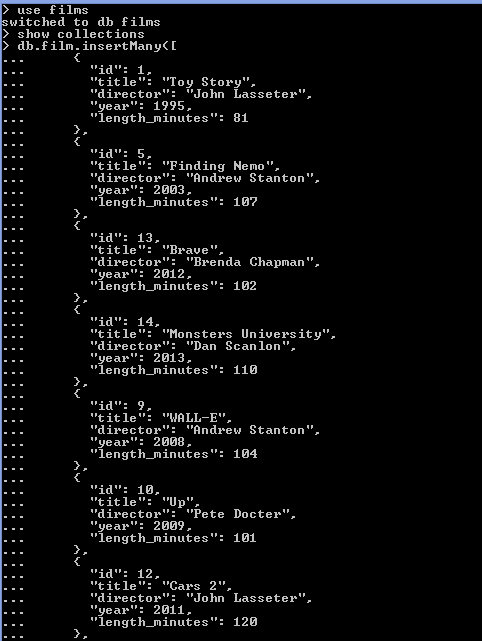 > use films
switched to db films
> show collections
> db.film.insertMany([
... {
... "id": 1,
... "title": "Toy Story",
... "director": "John Lasseter",
... "year": 1995,
... "length_minutes": 81
... },
... {
... "id": 5,
... "title": "Finding Nemo",
... "director": "Andrew Stanton",
... "year": 2003,
... "length_minutes": 107
... },
... {
... "id": 13,
... "title": "Brave",
... "director": "Brenda Chapman",
... "year": 2012,
... "length_minutes": 102
... },
... {
... "id": 14,
... "title": "Monsters University",
... "director": "Dan Scanlon",
... "year": 2013,
... "length_minutes": 110
... },
... {
... "id": 9,
... "title": "WALL-E",
... "director": "Andrew Stanton",
... "year": 2008,
... "length_minutes": 104
... },
... {
... "id": 10,
... "title": "Up",
... "director": "Pete Docter",
... "year": 2009,
... "length_minutes": 101
... },
... {
... "id": 12,
... "title": "Cars 2",
... "director": "John Lasseter",
... "year": 2011,
... "length_minutes": 120
... },